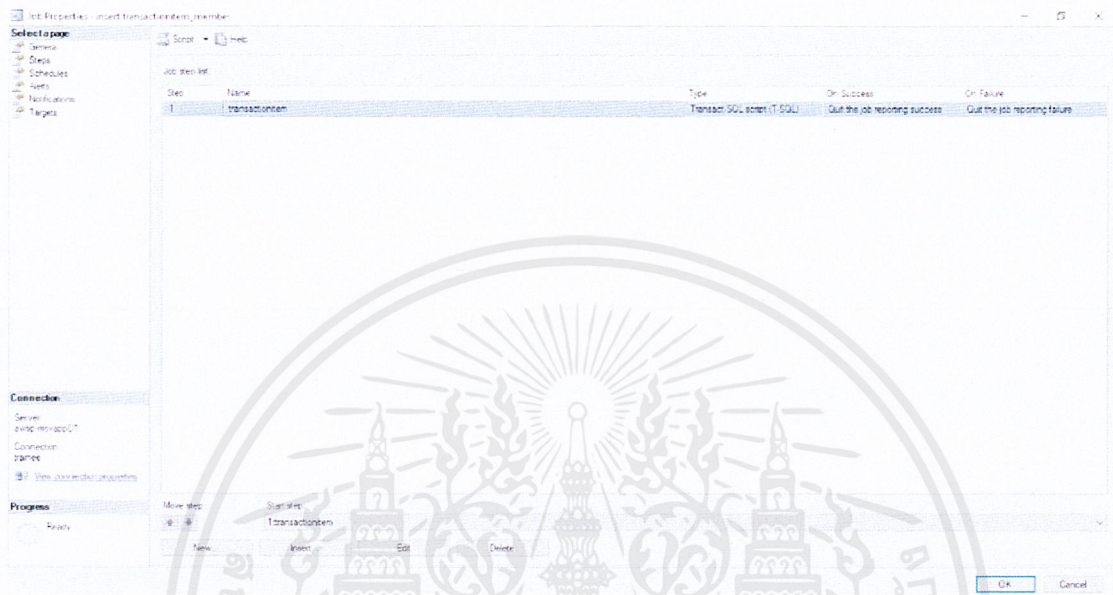 Job Properties - insert transactionitem_member
Select a page
General
Steps
Schedules
Alerts
Notifications
Targets
Script Help
Job step list:
Step Name Type On Success On Failure
1 transactionitem Transact-SQL script (T-SQL) Quit the job reporting success Quit the job reporting failure
Connection
Server:
Connection:
trainee
View connection properties
Progress
Ready
Move step:
Start step:
1:transactionitem
New... Insert... Edit Delete
OK Cancel